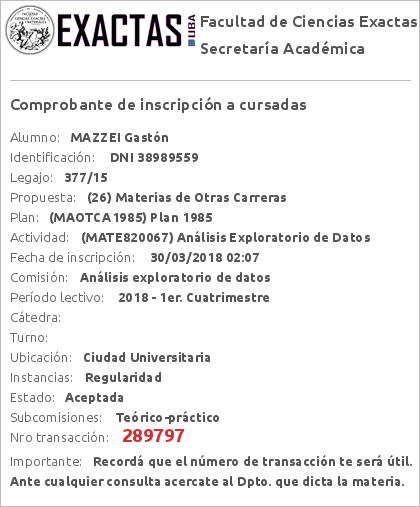 EXACTAS UBA
Facultad de Ciencias Exactas
Secretaría Académica
Comprobante de inscripción a cursadas
Alumno: MAZZEI Gastón
Identificación: DNI 38989559
Legajo: 377/15
Propuesta: (26) Materias de Otras Carreras
Plan: (MAOTCA1985) Plan 1985
Actividad: (MATE820067) Análisis Exploratorio de Datos
Fecha de inscripción: 30/03/2018 02:07
Comisión: Análisis exploratorio de datos
Período lectivo: 2018 - 1er. Cuatrimestre
Cátedra:
Turno:
Ubicación: Ciudad Universitaria
Instancias: Regularidad
Estado: Aceptada
Subcomisiones: Teórico-práctico
Nro transacción: 289797
Importante: Recordá que el número de transacción te será útil.
Ante cualquier consulta acercate al Dpto. que dicta la materia.